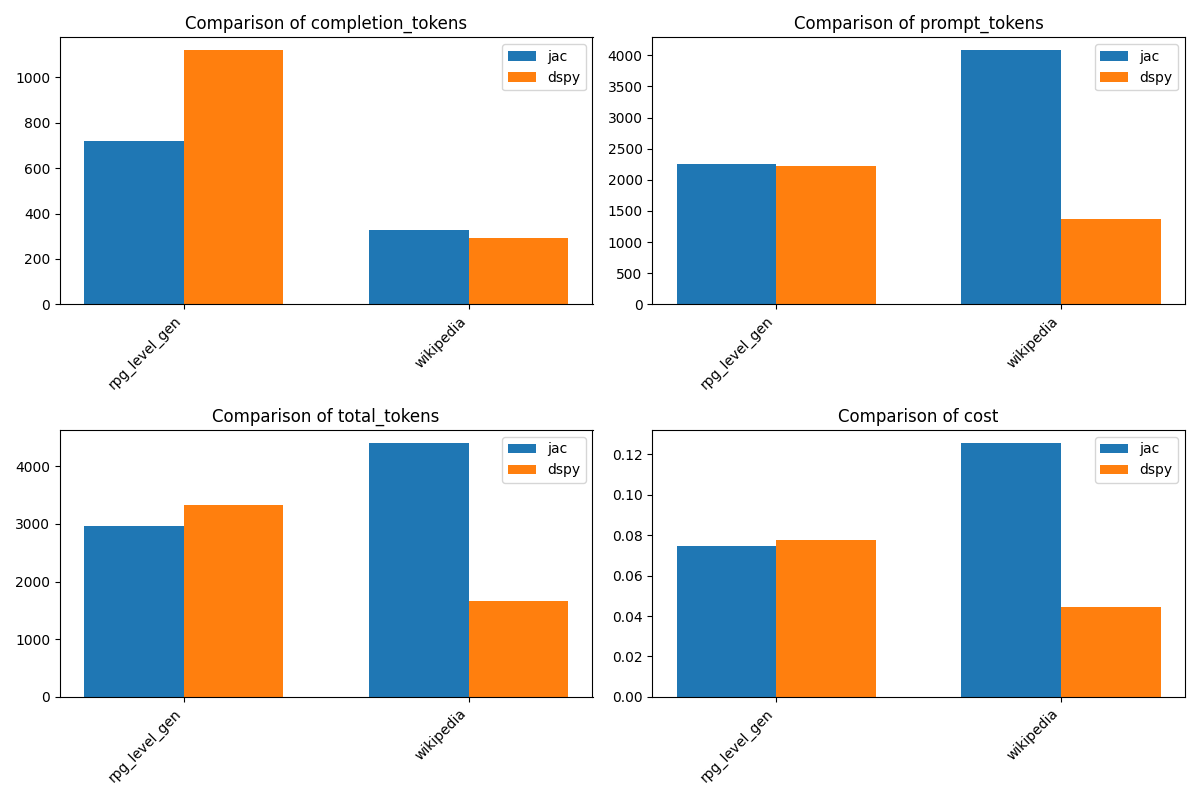 Comparison of completion_tokens
1000
800
600
400
200
0
jac
dspy
rpg_level_gen
wikipedia
Comparison of prompt_tokens
4000
3500
3000
2500
2000
1500
1000
500
0
jac
dspy
rpg_level_gen
wikipedia
Comparison of total_tokens
4000
3000
2000
1000
0
jac
dspy
rpg_level_gen
wikipedia
Comparison of cost
0.12
0.10
0.08
0.06
0.04
0.02
0.00
jac
dspy
rpg_level_gen
wikipedia